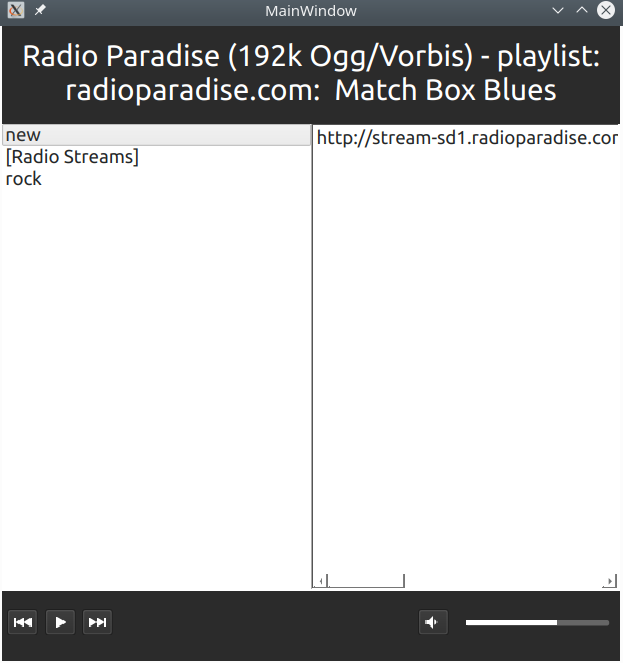 MainWindow
Radio Paradise (192k Ogg/Vorbis) - playlist:
radioparadise.com:  Match Box Blues
new
[Radio Streams]
rock
http://stream-sd1.radioparadise.cor